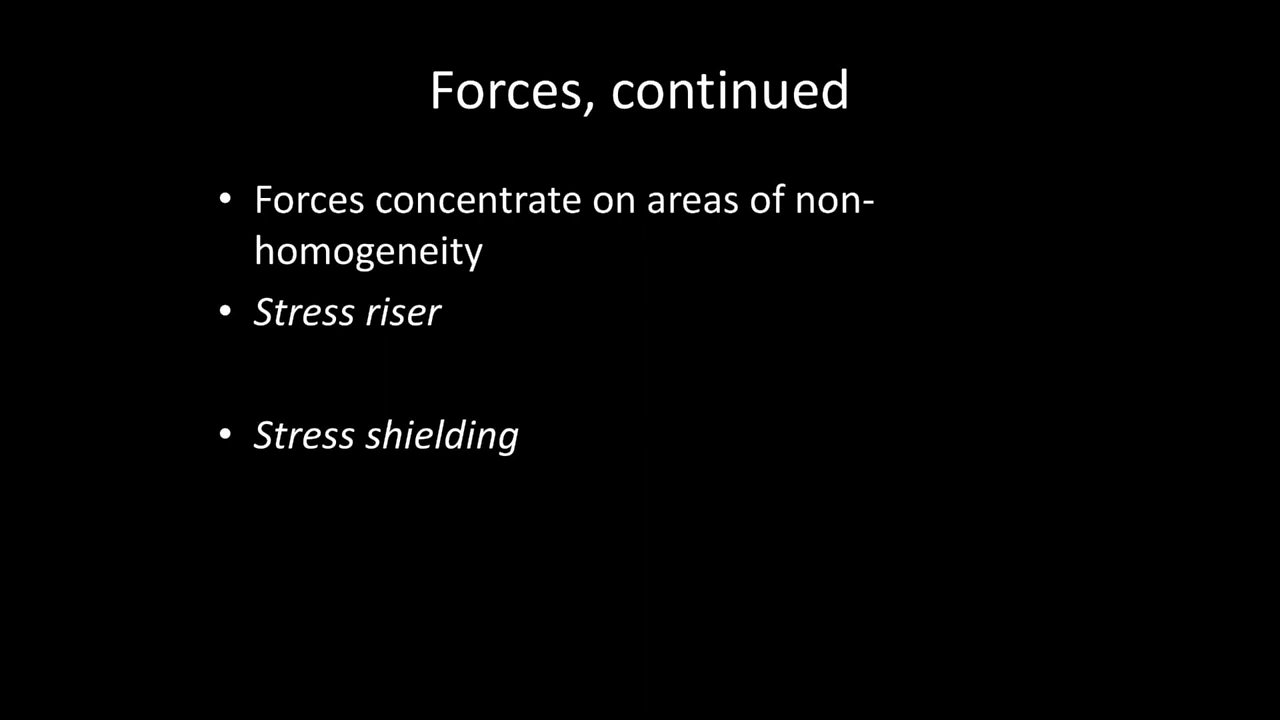 Forces, continued
• Forces concentrate on areas of non-
homogeneity
• Stress riser
• Stress shielding